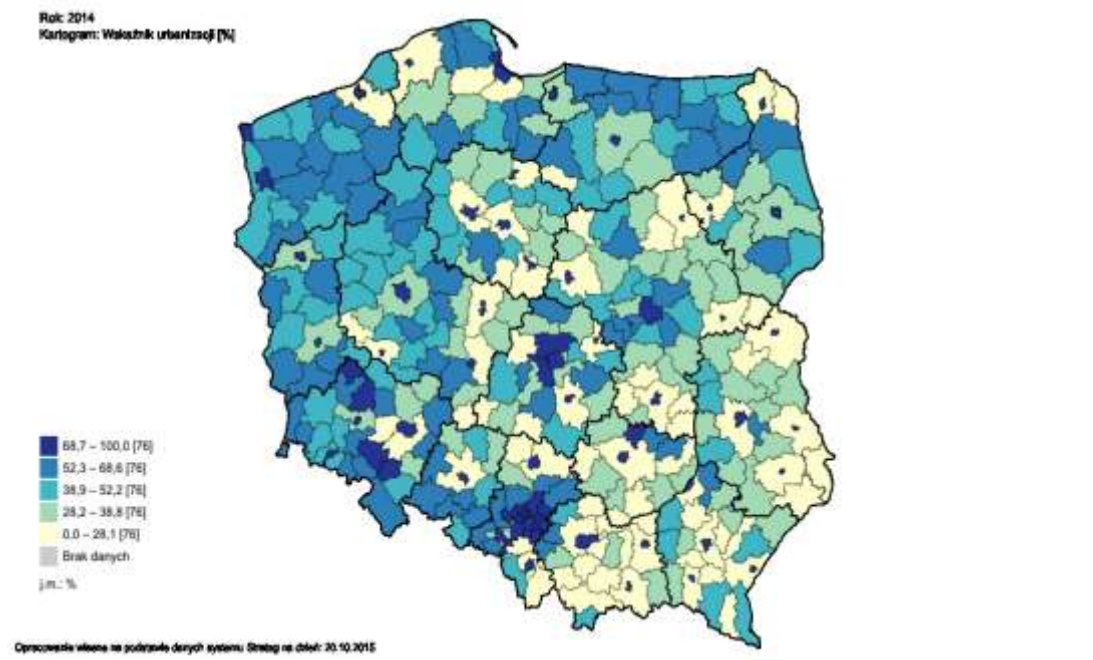 Rok: 2014
Kartogram: Wskaźnik urbanizacji [%]
68,7 – 100,0 [76]
52,3 – 68,6 [76]
38,9 – 52,2 [76]
28,2 – 38,8 [76]
0,0 – 28,1 [76]
Brak danych
j.m.: %
Opracowanie własne na podstawie danych systemu Strateg na dzień: 20.10.2015